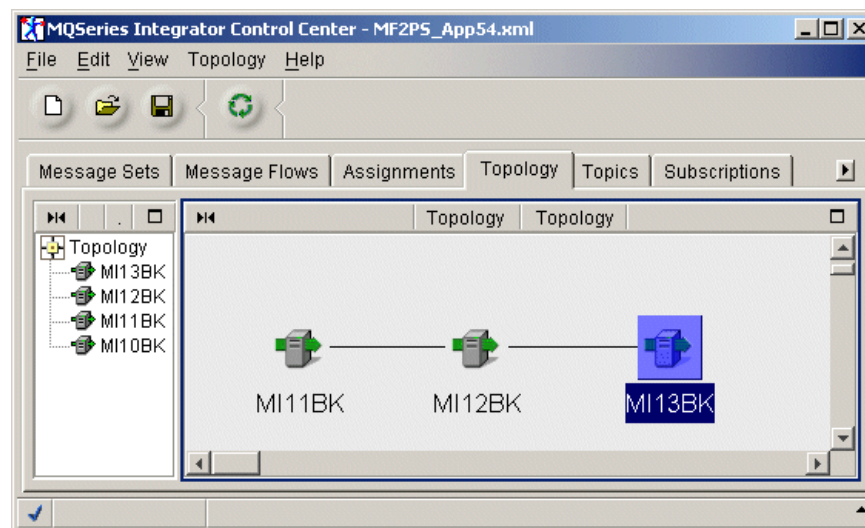 MQSeries Integrator Control Center - MF2PS_App54.xml
File Edit View Topology Help
Message Sets Message Flows Assignments Topology Topics Subscriptions
. Topology Topology
Topology
MI13BK
MI12BK
MI11BK
MI10BK
MI11BK MI12BK MI13BK